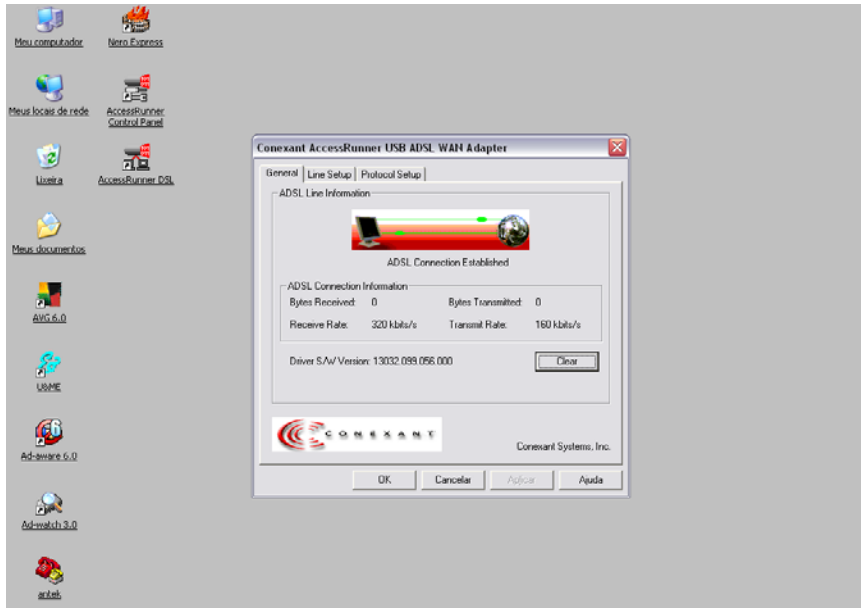 Meu computador
Nero Express
Meus locais de rede
AccessRunner
Control Panel
Lixeira
AccessRunner DSL
Meus documentos
AVG 6.0
U&ME
Ad-aware 6.0
Ad-watch 3.0
antek
Conexant AccessRunner USB ADSL WAN Adapter
General Line Setup Protocol Setup
ADSL Line Information
ADSL Connection Established
ADSL Connection Information
Bytes Received: 0 Bytes Transmitted: 0
Receive Rate: 320 kbits/s Transmit Rate: 160 kbits/s
Driver S/W Version: 13032.099.056.000 Clear
CONEXANT
Conexant Systems, Inc.
OK Cancelar Aplicar Ajuda